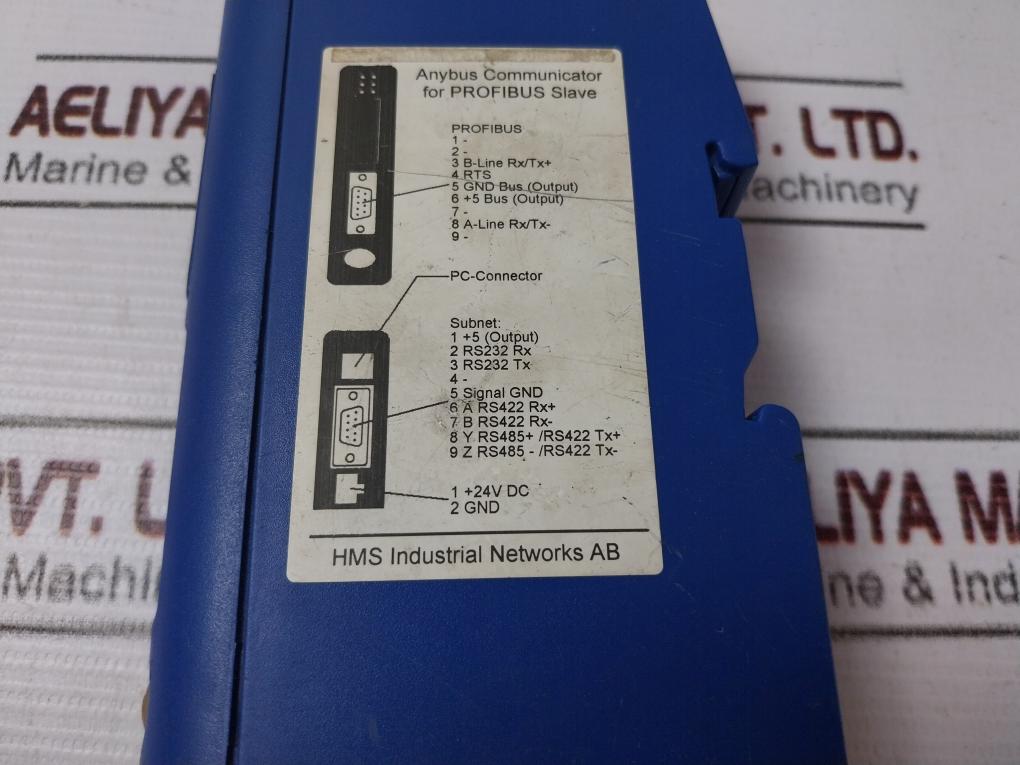 AELIYA
Marine &
T. LTD.
Machinery
Anybus Communicator
for PROFIBUS Slave
PROFIBUS
1 -
2 -
3 B-Line Rx/Tx+
4 RTS
5 GND Bus (Output)
6 +5 Bus (Output)
7 -
8 A-Line Rx/Tx-
9 -
PC-Connector
Subnet:
1 +5 (Output)
2 RS232 Rx
3 RS232 Tx
4 -
5 Signal GND
6 A RS422 Rx+
7 B RS422 Rx-
8 Y RS485+ /RS422 Tx+
9 Z RS485 - /RS422 Tx-
1 +24V DC
2 GND
HMS Industrial Networks AB
PVT. L
Machi
LIYA MA
ne & Ind